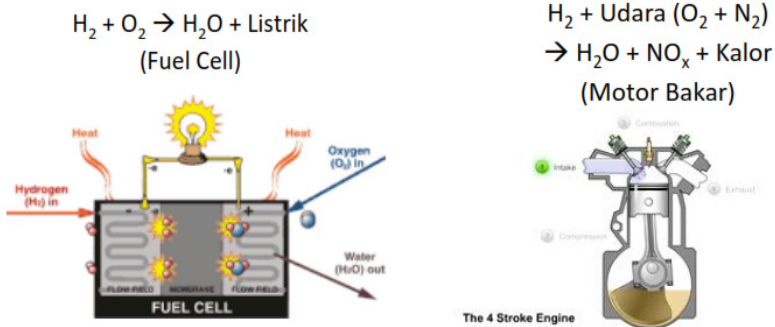 H₂ + O₂ → H₂O + Listrik
(Fuel Cell)
Heat
Heat
Oxygen
(O₂) in
Hydrogen
(H₂) in
-e
-e
-
-e
+
Water
(H₂O) out
FLOW FIELD
MEMBRANE
FLOW FIELD
FUEL CELL
H₂ + Udara (O₂ + N₂)
→ H₂O + NOₓ + Kalor
(Motor Bakar)
Combustion
1 Intake
Exhaust
Compression
The 4 Stroke Engine